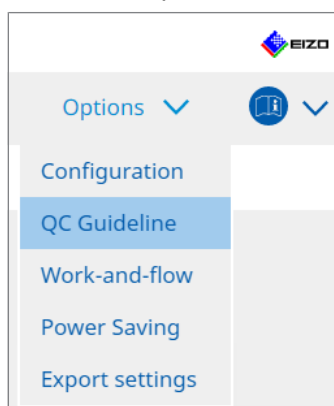 EIZO
Options
Configuration
QC Guideline
Work-and-flow
Power Saving
Export settings